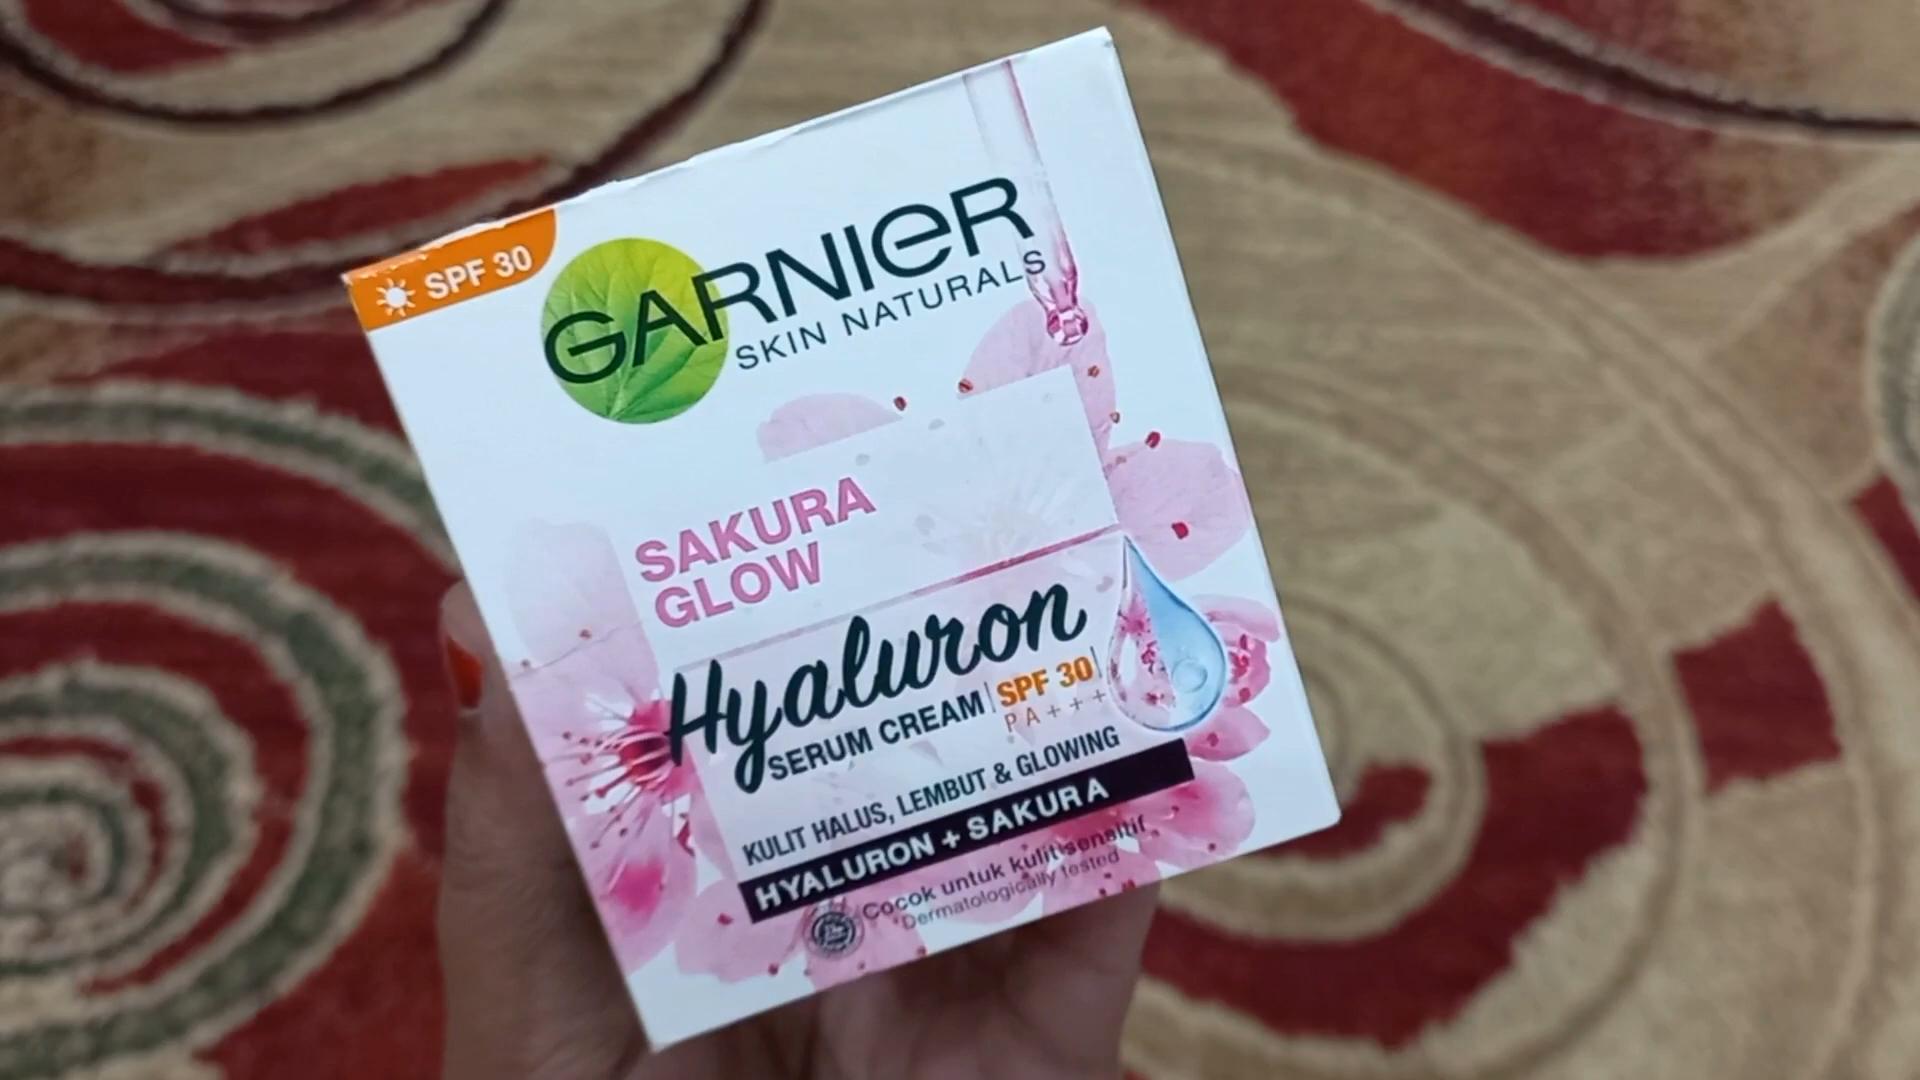 SPF 30
GARNIER
SKIN NATURALS
SAKURA
GLOW
Hyaluron
SERUM CREAM | SPF 30
PA+++
KULIT HALUS, LEMBUT & GLOWING
HYALURON + SAKURA
Cocok untuk kulit sensitif
*Dermatologically tested